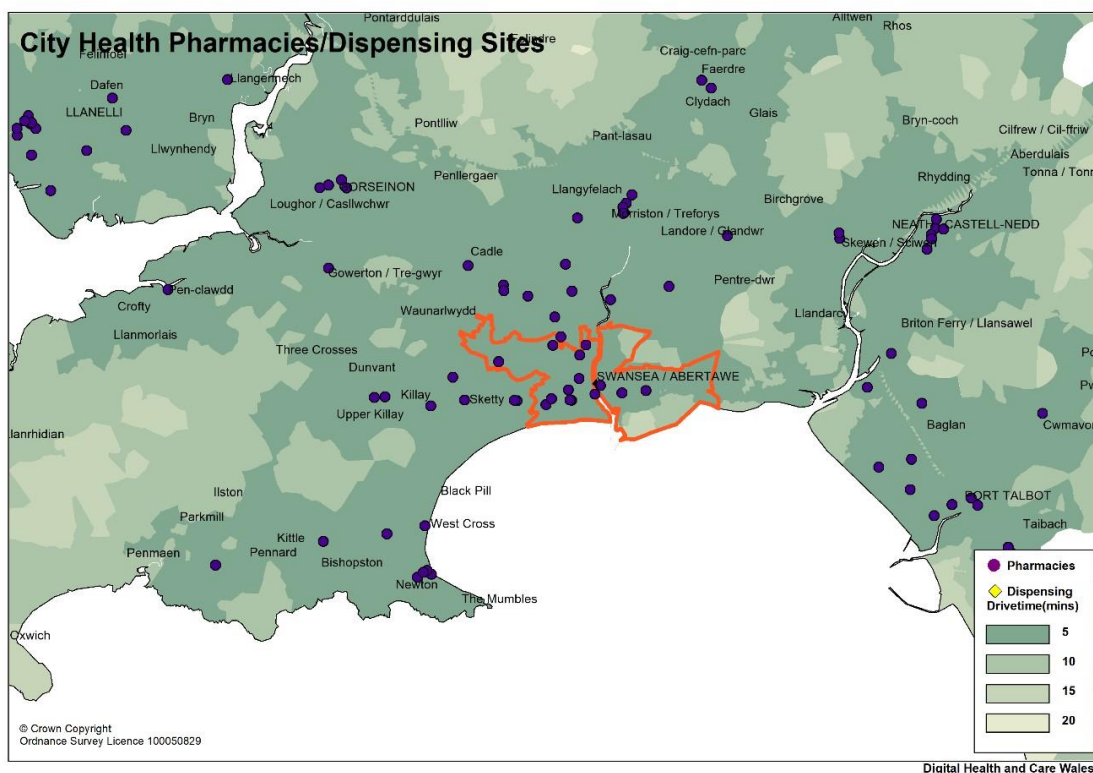 Pontarddulais
Alltwen
Rhos
City Health Pharmacies/Dispensing Sites
Felindre
Craig-cefn-parc
Felinfoel
Faerdre
Llangennech
Dafen
Clydach
LLANELLI
Glais
Bryn
Pontlliw
Bryn-coch
Cilfrew / Cil-ffriw
Pant-lasau
Llwynhendy
Aberdulais
Tonna / Tonn
Penllergaer
Rhydding
Llangyfelach
ORSEINON
Birchgrove
Loughor / Casllwchwr
Morriston / Treforys
NEATH / CASTELL-NEDD
Landore / Glandwr
Skewen / Sciwen
Cadle
Gowerton / Tre-gwyr
Pentre-dwr
Pen-clawdd
Crofty
Waunarlwydd
Llandarcy
Briton Ferry / Llansawel
Llanmorlais
Three Crosses
Po
Dunvant
SWANSEA / ABERTAWE
Pw
Killay
Sketty
Upper Killay
Baglan
Cwmavon
lanrhidian
Ilston
Black Pill
PORT TALBOT
Parkmill
West Cross
Taibach
Kittle
Penmaen
Pennard
Bishopston
Newton
The Mumbles
Oxwich
Pharmacies
Dispensing
Drivetime(mins)
5
10
15
20
© Crown Copyright
Ordnance Survey Licence 100050829
Digital Health and Care Wales